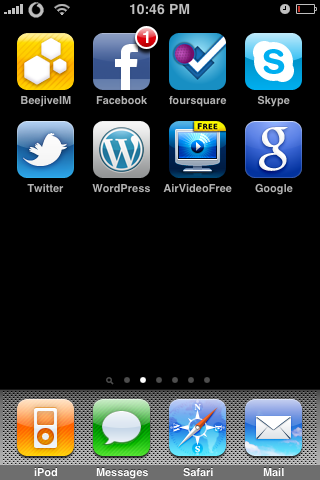 10:46 PM
1
BeejiveIM Facebook foursquare Skype
FREE
Twitter WordPress AirVideoFree Google
iPod Messages Safari Mail